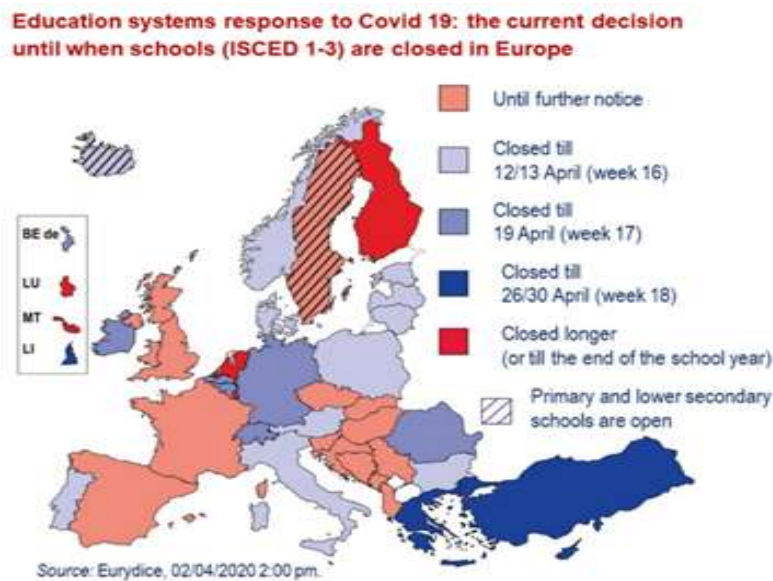 Education systems response to Covid 19: the current decision
until when schools (ISCED 1-3) are closed in Europe
Until further notice
Closed till
12/13 April (week 16)
Closed till
19 April (week 17)
Closed till
26/30 April (week 18)
Closed longer
(or till the end of the school year)
Primary and lower secondary
schools are open
BE de
LU
MT
LI
Source: Eurydice, 02/04/2020 2:00 pm.